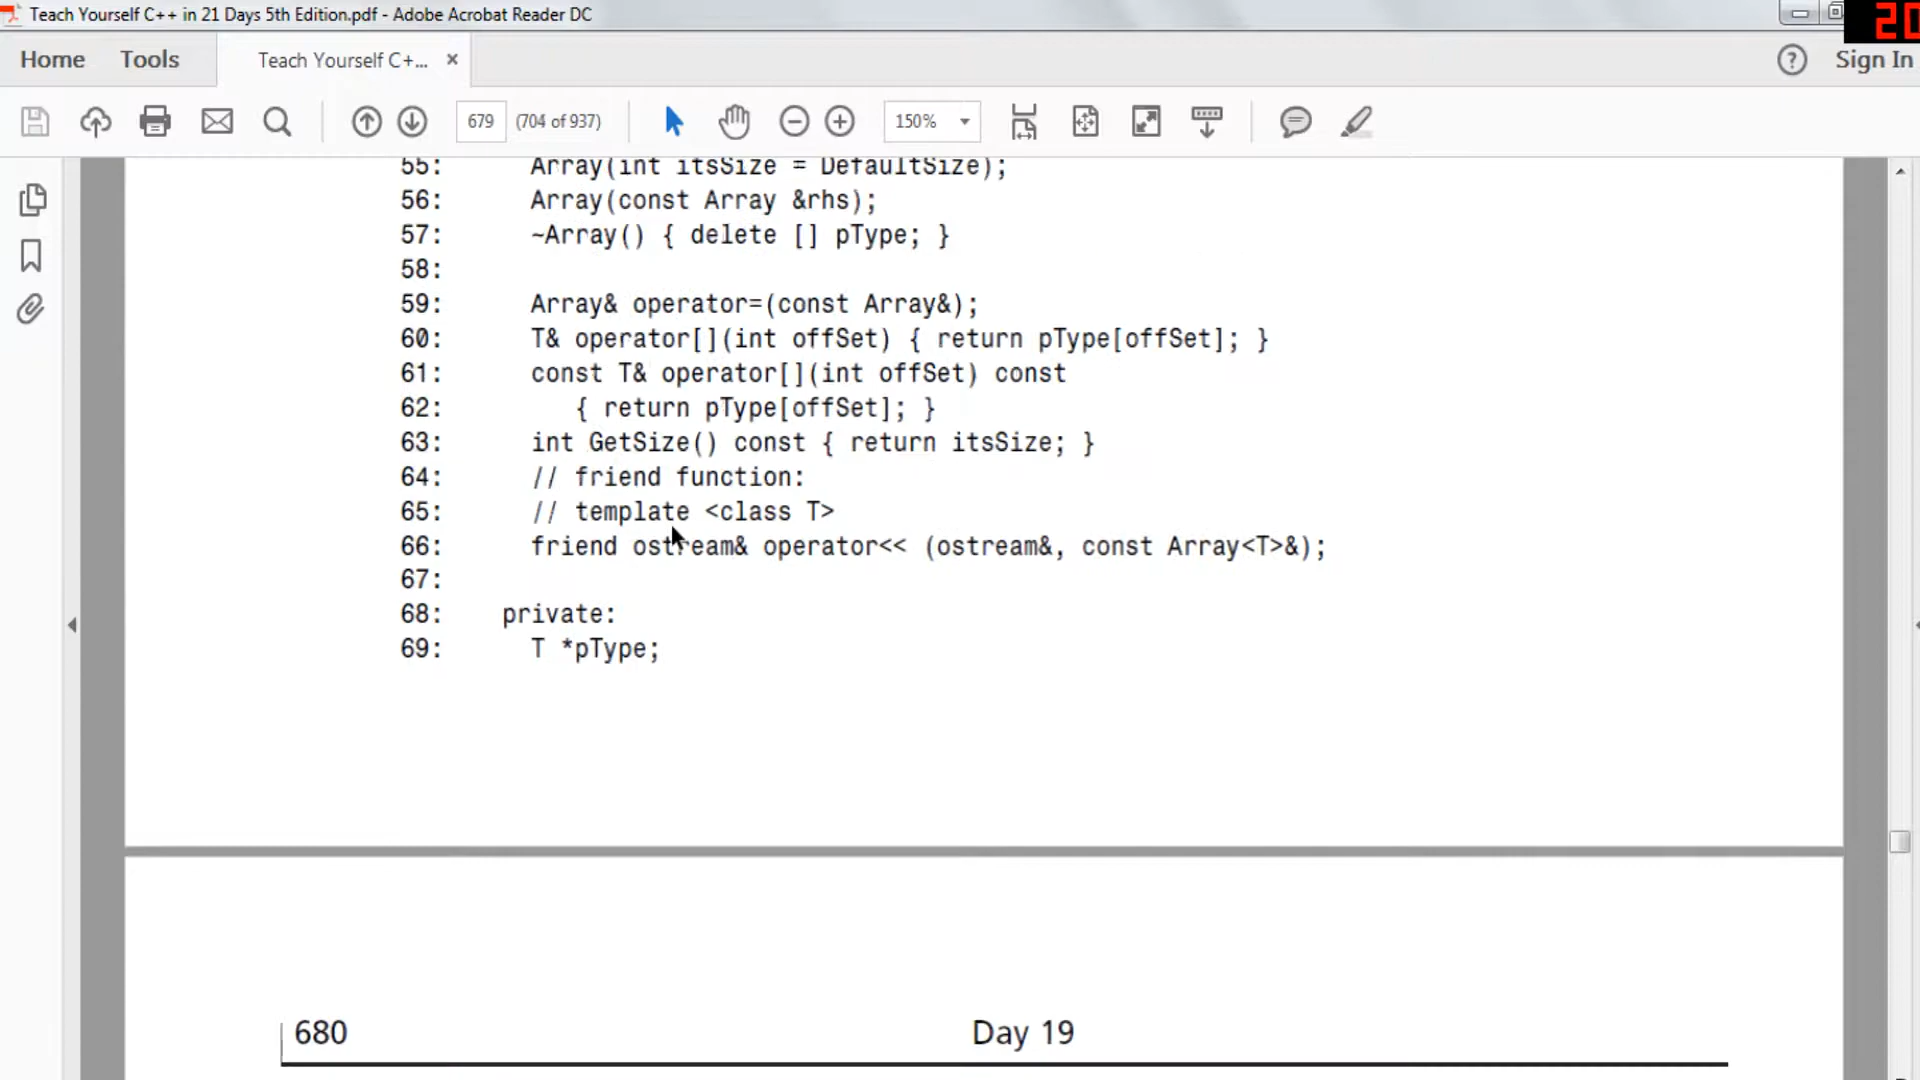 Teach Yourself C++ in 21 Days 5th Edition.pdf - Adobe Acrobat Reader DC
20
Home Tools Teach Yourself C+... × ? Sign In
679 (704 of 937) 150%
55: Array(int itsSize = DefaultSize);
56: Array(const Array &rhs);
57: ~Array() { delete [] pType; }
58:
59: Array& operator=(const Array&);
60: T& operator[](int offSet) { return pType[offSet]; }
61: const T& operator[](int offSet) const
62: { return pType[offSet]; }
63: int GetSize() const { return itsSize; }
64: // friend function:
65: // template <class T>
66: friend ostream& operator<< (ostream&, const Array<T>&);
67:
68: private:
69: T *pType;
680 Day 19